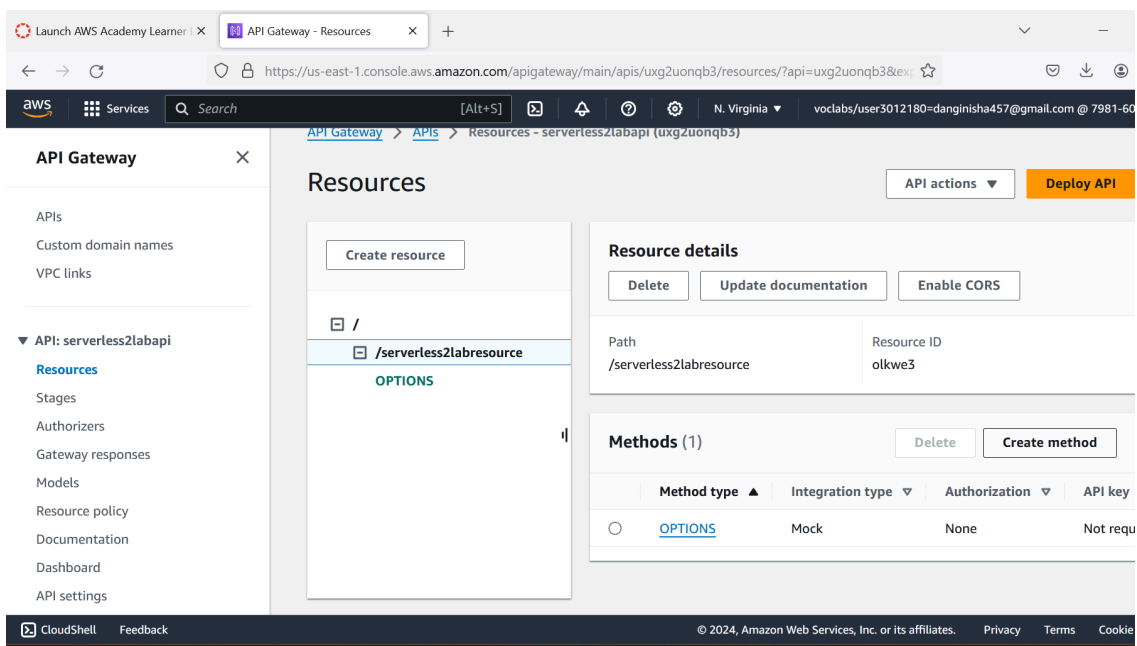 Launch AWS Academy Learner
API Gateway - Resources
https://us-east-1.console.aws.amazon.com/apigateway/main/apis/uxg2uonqb3/resources/?api=uxg2uonqb3&ex
aws Services Search [Alt+S] N. Virginia voclabs/user3012180=danginisha457@gmail.com @ 7981-60
API Gateway
APIs
Custom domain names
VPC links
API: serverless2labapi
Resources
Stages
Authorizers
Gateway responses
Models
Resource policy
Documentation
Dashboard
API settings
API Gateway > APIs > Resources - serverless2labapi (uxg2uonqb3)
Resources
API actions Deploy API
Create resource
/
/serverless2labresource
OPTIONS
Resource details
Delete Update documentation Enable CORS
Path Resource ID
/serverless2labresource olkwe3
Methods (1) Delete Create method
Method type Integration type Authorization API key
OPTIONS Mock None Not requ
CloudShell Feedback © 2024, Amazon Web Services, Inc. or its affiliates. Privacy Terms Cookie